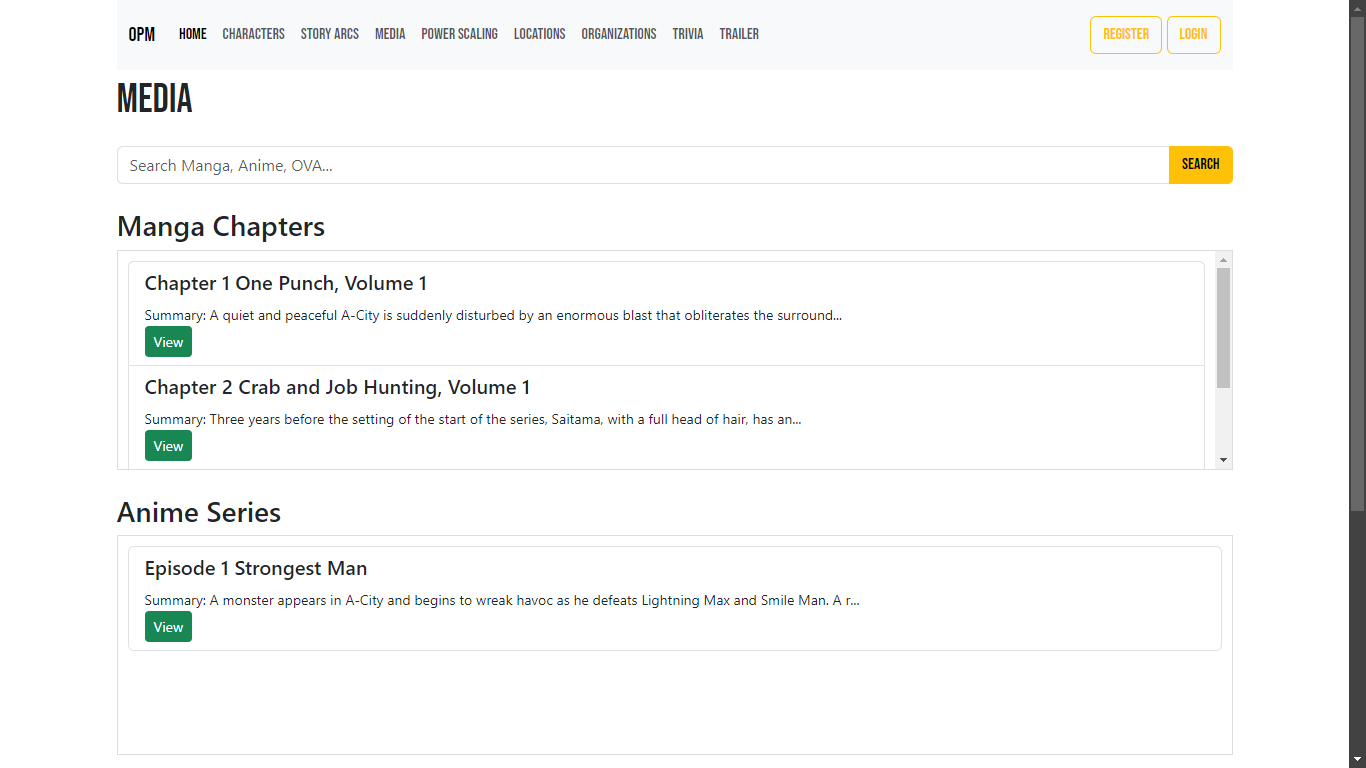 OPM HOME CHARACTERS STORY ARCS MEDIA POWER SCALING LOCATIONS ORGANIZATIONS TRIVIA TRAILER REGISTER LOGIN
MEDIA
Search Manga, Anime, OVA... SEARCH
Manga Chapters
Chapter 1 One Punch, Volume 1
Summary: A quiet and peaceful A-City is suddenly disturbed by an enormous blast that obliterates the surround...
View
Chapter 2 Crab and Job Hunting, Volume 1
Summary: Three years before the setting of the start of the series, Saitama, with a full head of hair, has an...
View
Anime Series
Episode 1 Strongest Man
Summary: A monster appears in A-City and begins to wreak havoc as he defeats Lightning Max and Smile Man. A r...
View